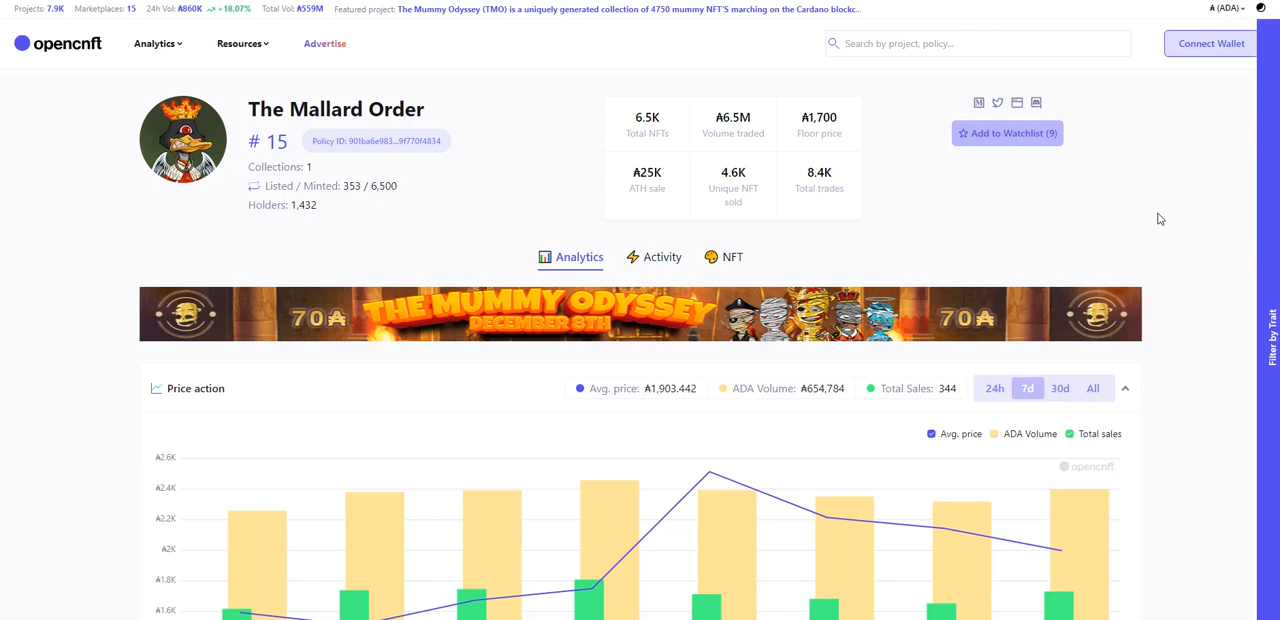 Projects: 7.9K Marketplaces: 15 24h Vol: ₳860K +18.07% Total Vol: ₳559M Featured project: The Mummy Odyssey (TMO) is a uniquely generated collection of 4750 mummy NFT'S marching on the Cardano blockc... ₳ (ADA)
opencnft Analytics Resources Advertise Search by project, policy... Connect Wallet
The Mallard Order
# 15 Policy ID: 901ba6e983...9f770f4834
Collections: 1
Listed / Minted: 353 / 6,500
Holders: 1,432
6.5K ₳6.5M ₳1,700
Total NFTs Volume traded Floor price
₳25K 4.6K 8.4K
ATH sale Unique NFT sold Total trades
Add to Watchlist (9)
Analytics Activity NFT
70₳ THE MUMMY ODYSSEY 70₳
DECEMBER 8TH
Filter by Trait
Price action Avg. price: ₳1,903.442 ADA Volume: ₳654,784 Total Sales: 344 24h 7d 30d All
Avg. price ADA Volume Total sales
₳2.6K
opencnft
₳2.4K
₳2.2K
₳2K
₳1.8K
₳1.6K